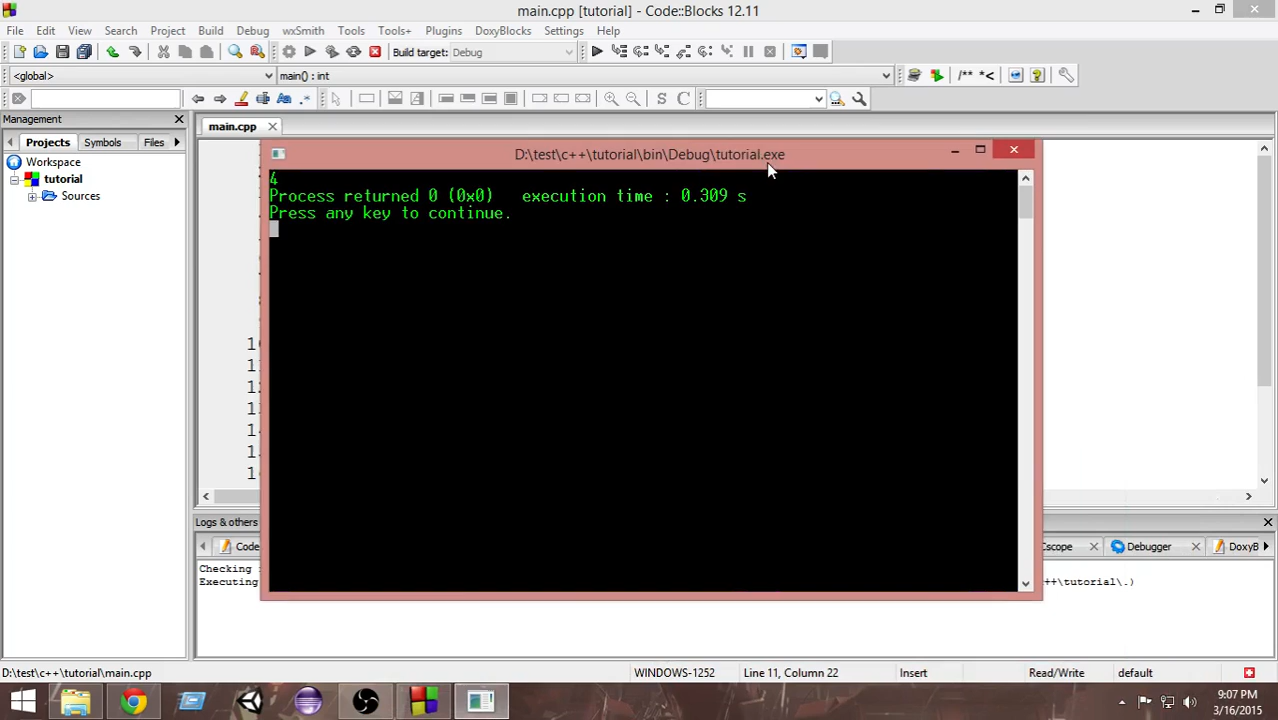 main.cpp [tutorial] - Code::Blocks 12.11
File Edit View Search Project Build Debug wxSmith Tools Tools+ Plugins DoxyBlocks Settings Help
Build target: Debug
<global> main() : int
/** *<
S C
Management
main.cpp
Projects Symbols Files
Workspace
tutorial
Sources
D:\test\c++\tutorial\bin\Debug\tutorial.exe
4
Process returned 0 (0x0) execution time : 0.309 s
Press any key to continue.
Logs & others
Code Cscope Debugger DoxyB
Checking
Executing ++\tutorial\.)
D:\test\c++\tutorial\main.cpp WINDOWS-1252 Line 11, Column 22 Insert Read/Write default
9:07 PM
3/16/2015